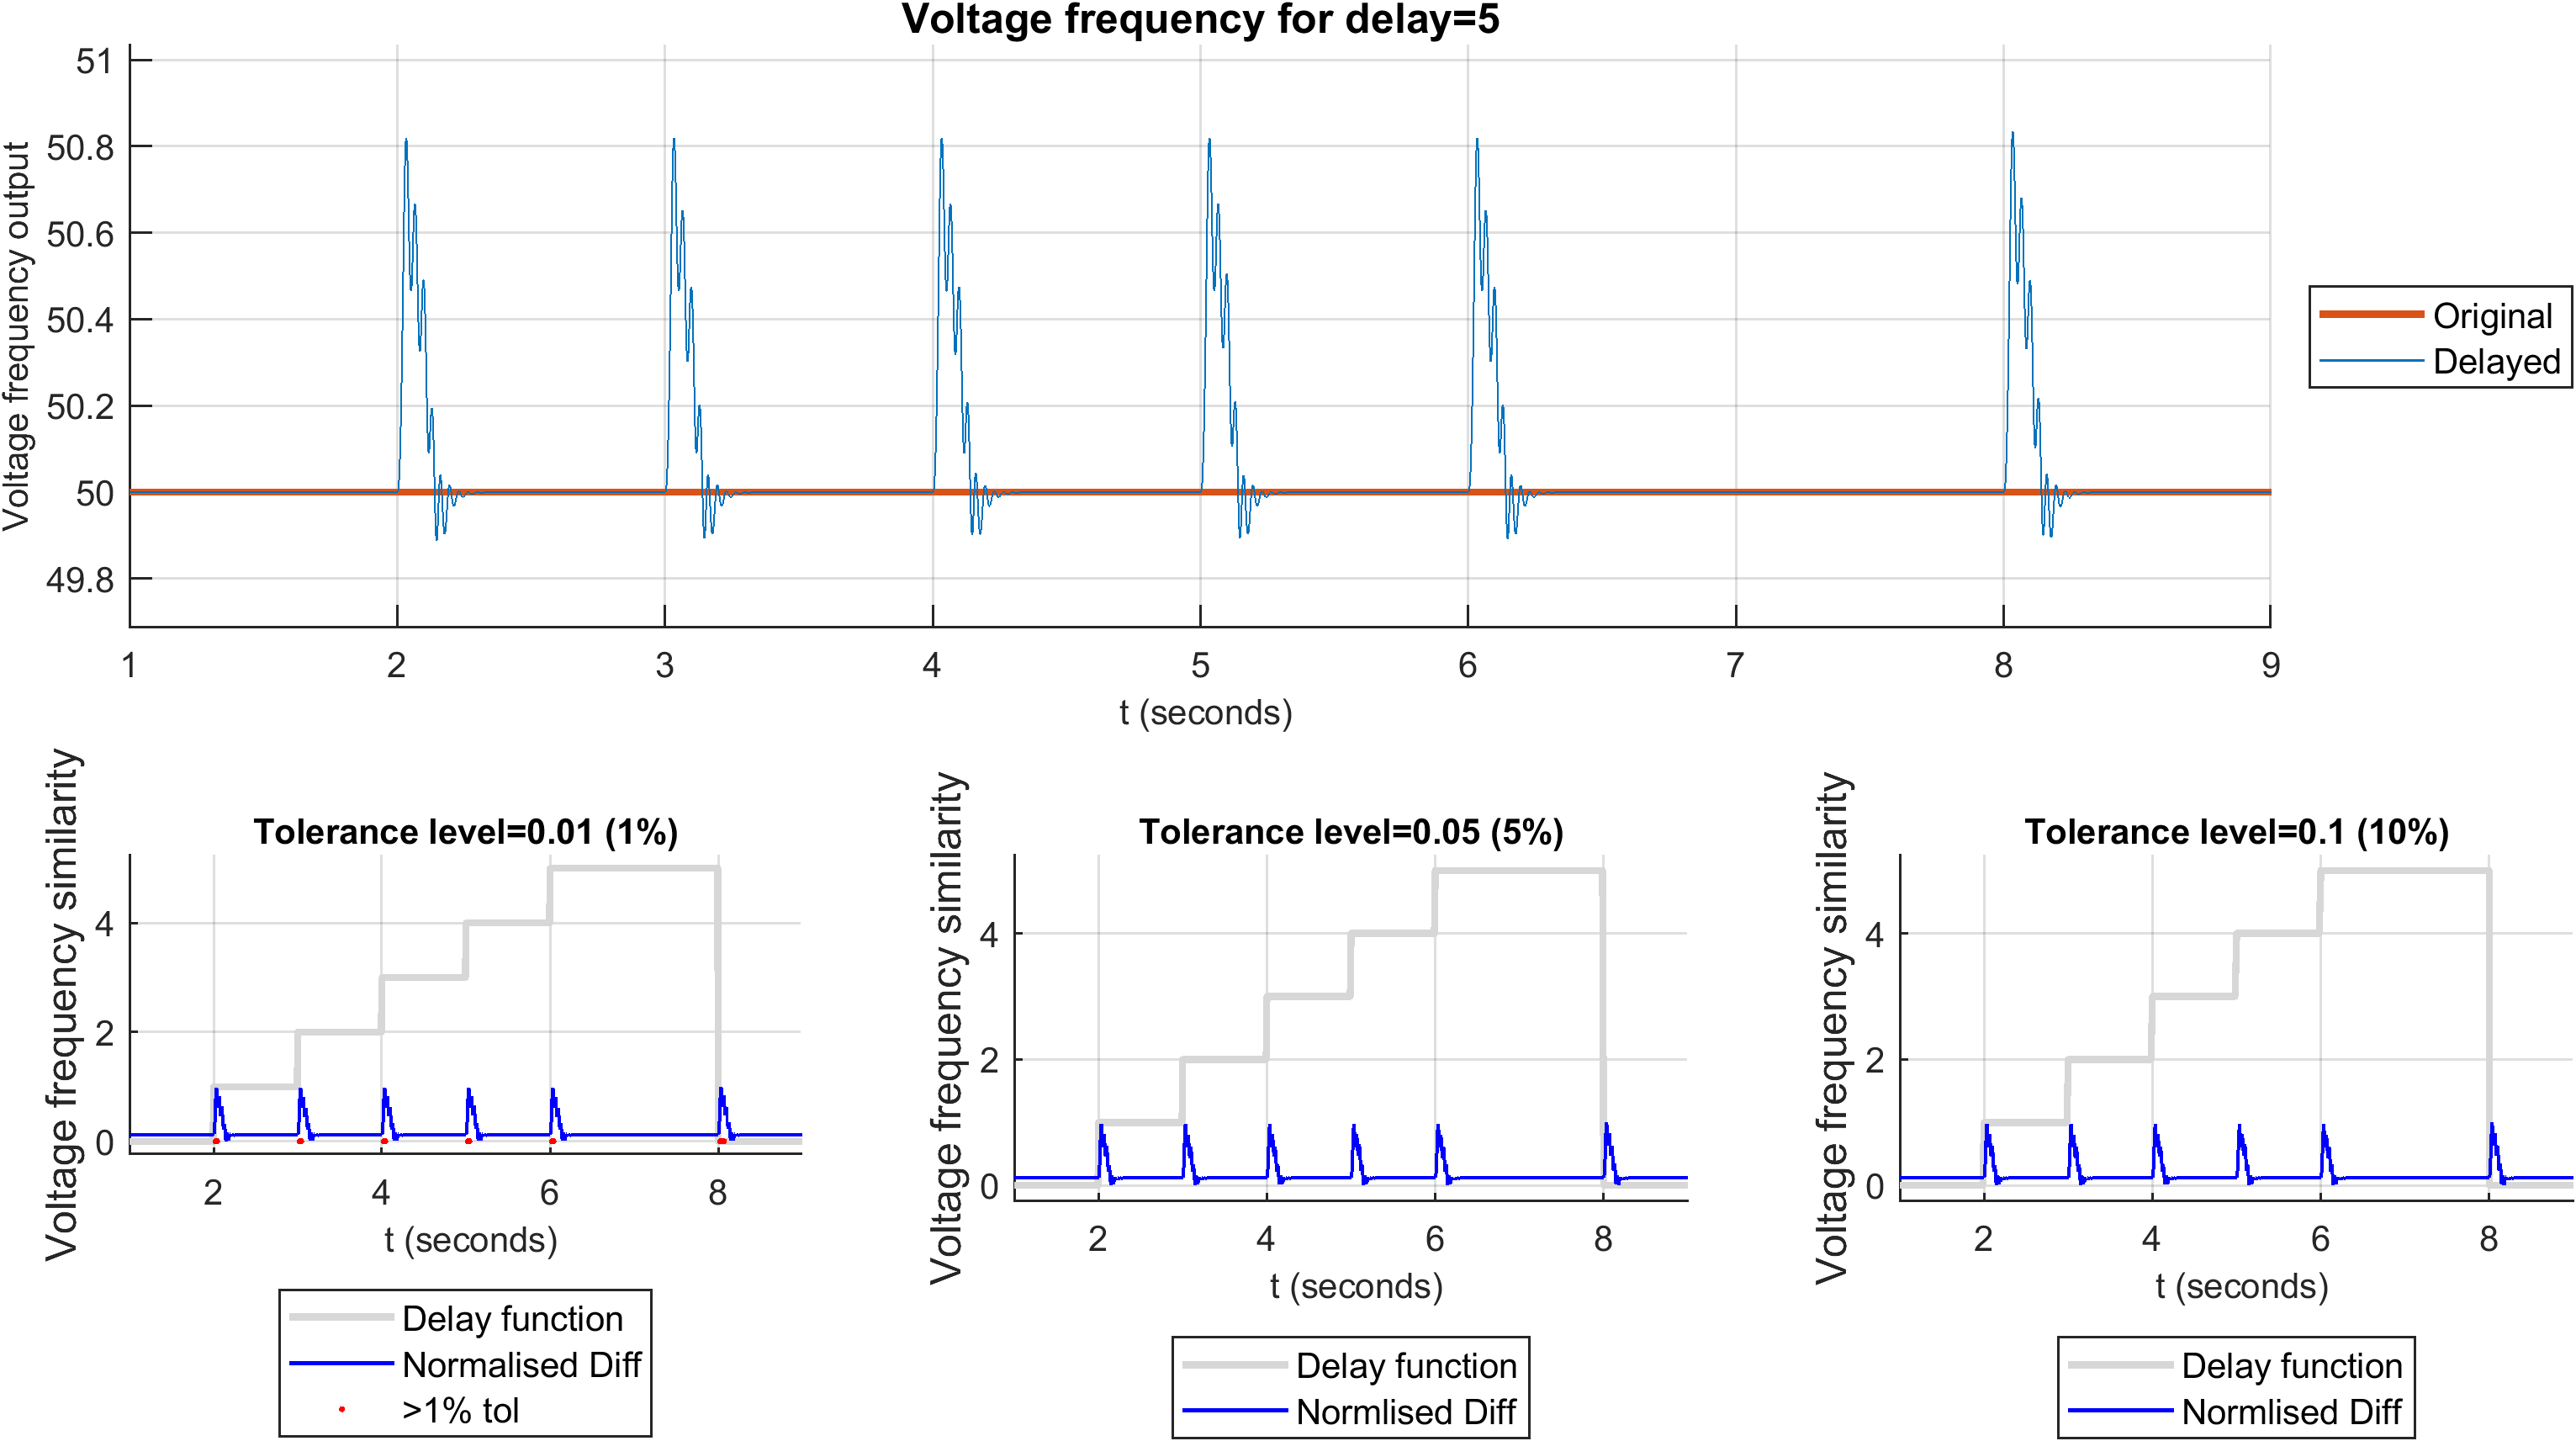 Voltage frequency for delay=5
Voltage frequency output
51
50.8
50.6
50.4
50.2
50
49.8
1 2 3 4 5 6 7 8 9
t (seconds)
Original
Delayed
Tolerance level=0.01 (1%)
Voltage frequency similarity
4
2
0
2 4 6 8
t (seconds)
Delay function
Normalised Diff
>1% tol
Tolerance level=0.05 (5%)
Voltage frequency similarity
4
2
0
2 4 6 8
t (seconds)
Delay function
Normlised Diff
Tolerance level=0.1 (10%)
Voltage frequency similarity
4
2
0
2 4 6 8
t (seconds)
Delay function
Normlised Diff